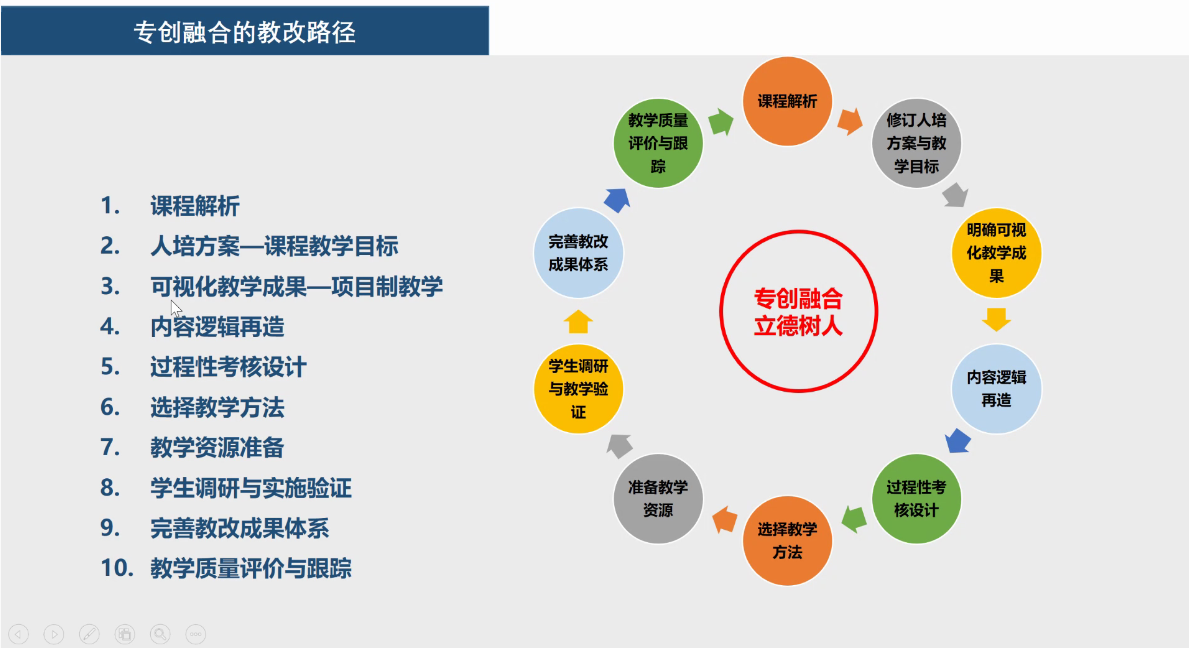 专创融合的教改路径
1. 课程解析
2. 人培方案—课程教学目标
3. 可视化教学成果—项目制教学
4. 内容逻辑再造
5. 过程性考核设计
6. 选择教学方法
7. 教学资源准备
8. 学生调研与实施验证
9. 完善教改成果体系
10. 教学质量评价与跟踪
课程解析
修订人培
方案与教
学目标
明确可视
化教学成
果
内容逻辑
再造
过程性考
核设计
选择教学
方法
准备教学
资源
学生调研
与教学验
证
完善教改
成果体系
教学质量
评价与跟
踪
专创融合
立德树人